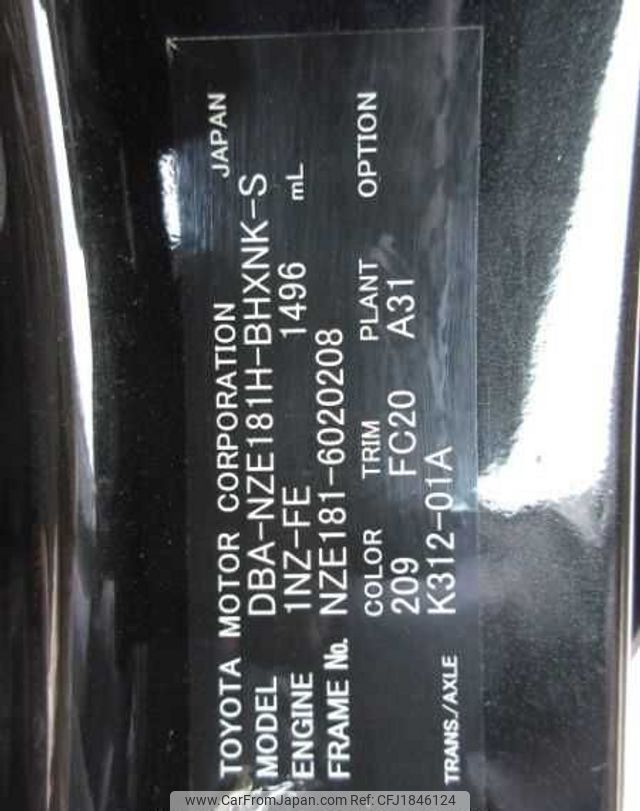 TOYOTA MOTOR CORPORATION JAPAN
MODEL DBA-NZE181H-BHXNK-S
ENGINE 1NZ-FE 1496 mL
FRAME No. NZE181-6020208
COLOR TRIM PLANT OPTION
209 FC20 A31
TRANS./AXLE K312-01A
www.CarFromJapan.com | CFJ1846124